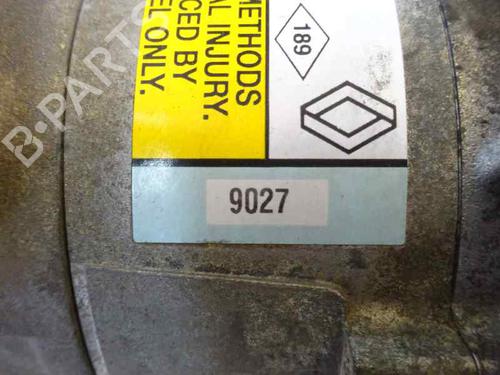 METHODS
AL INJURY.
CED BY
EL ONLY.
189
9027
B·PARTS